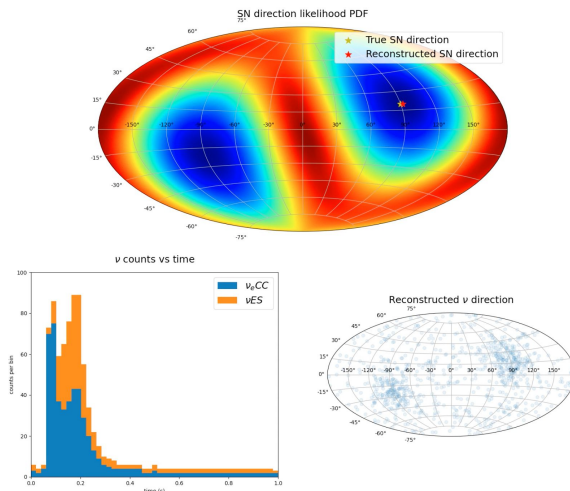 SN direction likelihood PDF
75°
60°
45°
30°
15°
0°
-15°
-30°
-45°
-60°
-75°
-150° -120° -90° -60° -30° 0° 30° 60° 90° 120° 150°
True SN direction
Reconstructed SN direction
ν counts vs time
counts per bin
100
80
60
40
20
0
0.0 0.2 0.4 0.6 0.8 1.0
time (s)
νₑCC
νES
Reconstructed ν direction
75°
60°
45°
30°
15°
0°
-15°
-30°
-45°
-60°
-75°
-150° -120° -90° -60° -30° 0 30 60 90 120° 150°